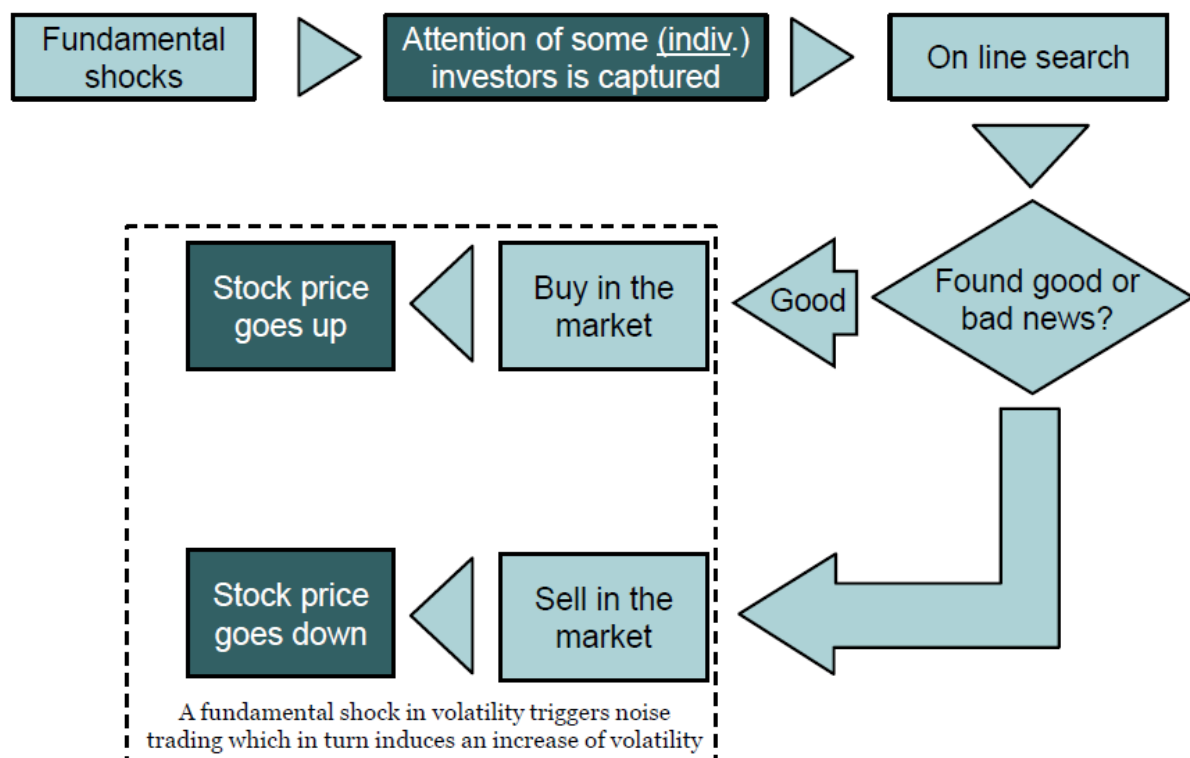 Fundamental
shocks
Attention of some (indiv.)
investors is captured
On line search
Found good or
bad news?
Good
Buy in the
market
Stock price
goes up
Sell in the
market
Stock price
goes down
A fundamental shock in volatility triggers noise
trading which in turn induces an increase of volatility